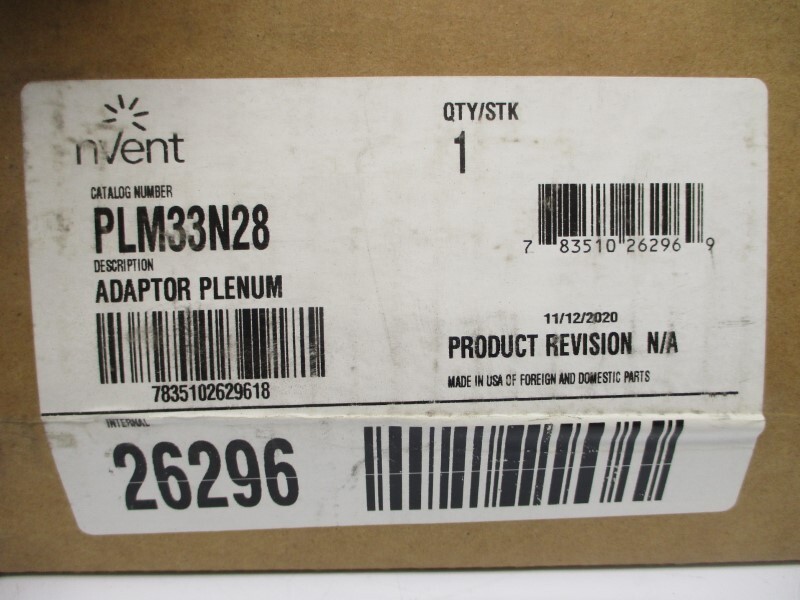 nVent
QTY/STK
1
CATALOG NUMBER
PLM33N28
DESCRIPTION
ADAPTOR PLENUM
7835102629618
7 83510 26296 9
11/12/2020
PRODUCT REVISION N/A
MADE IN USA OF FOREIGN AND DOMESTIC PARTS
INTERNAL
26296